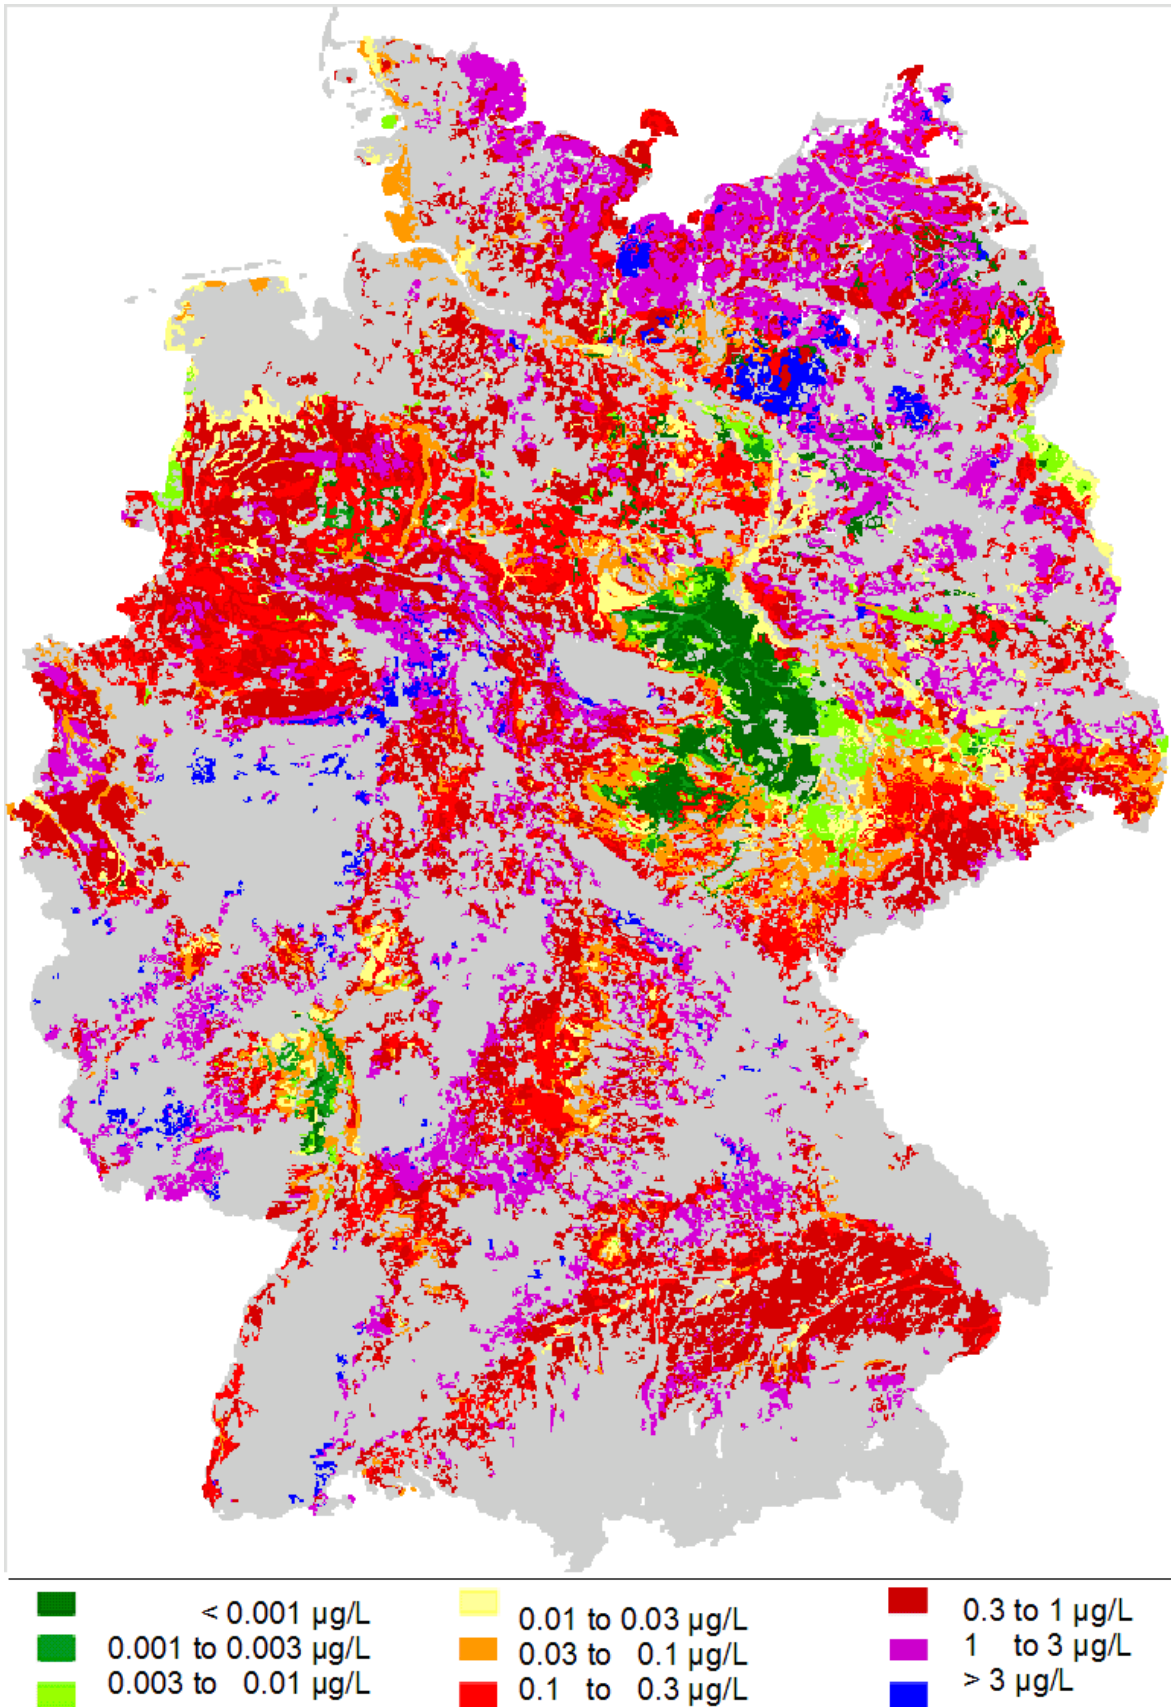 < 0.001 µg/L
0.001 to 0.003 µg/L
0.003 to 0.01 µg/L
0.01 to 0.03 µg/L
0.03 to 0.1 µg/L
0.1 to 0.3 µg/L
0.3 to 1 µg/L
1 to 3 µg/L
> 3 µg/L